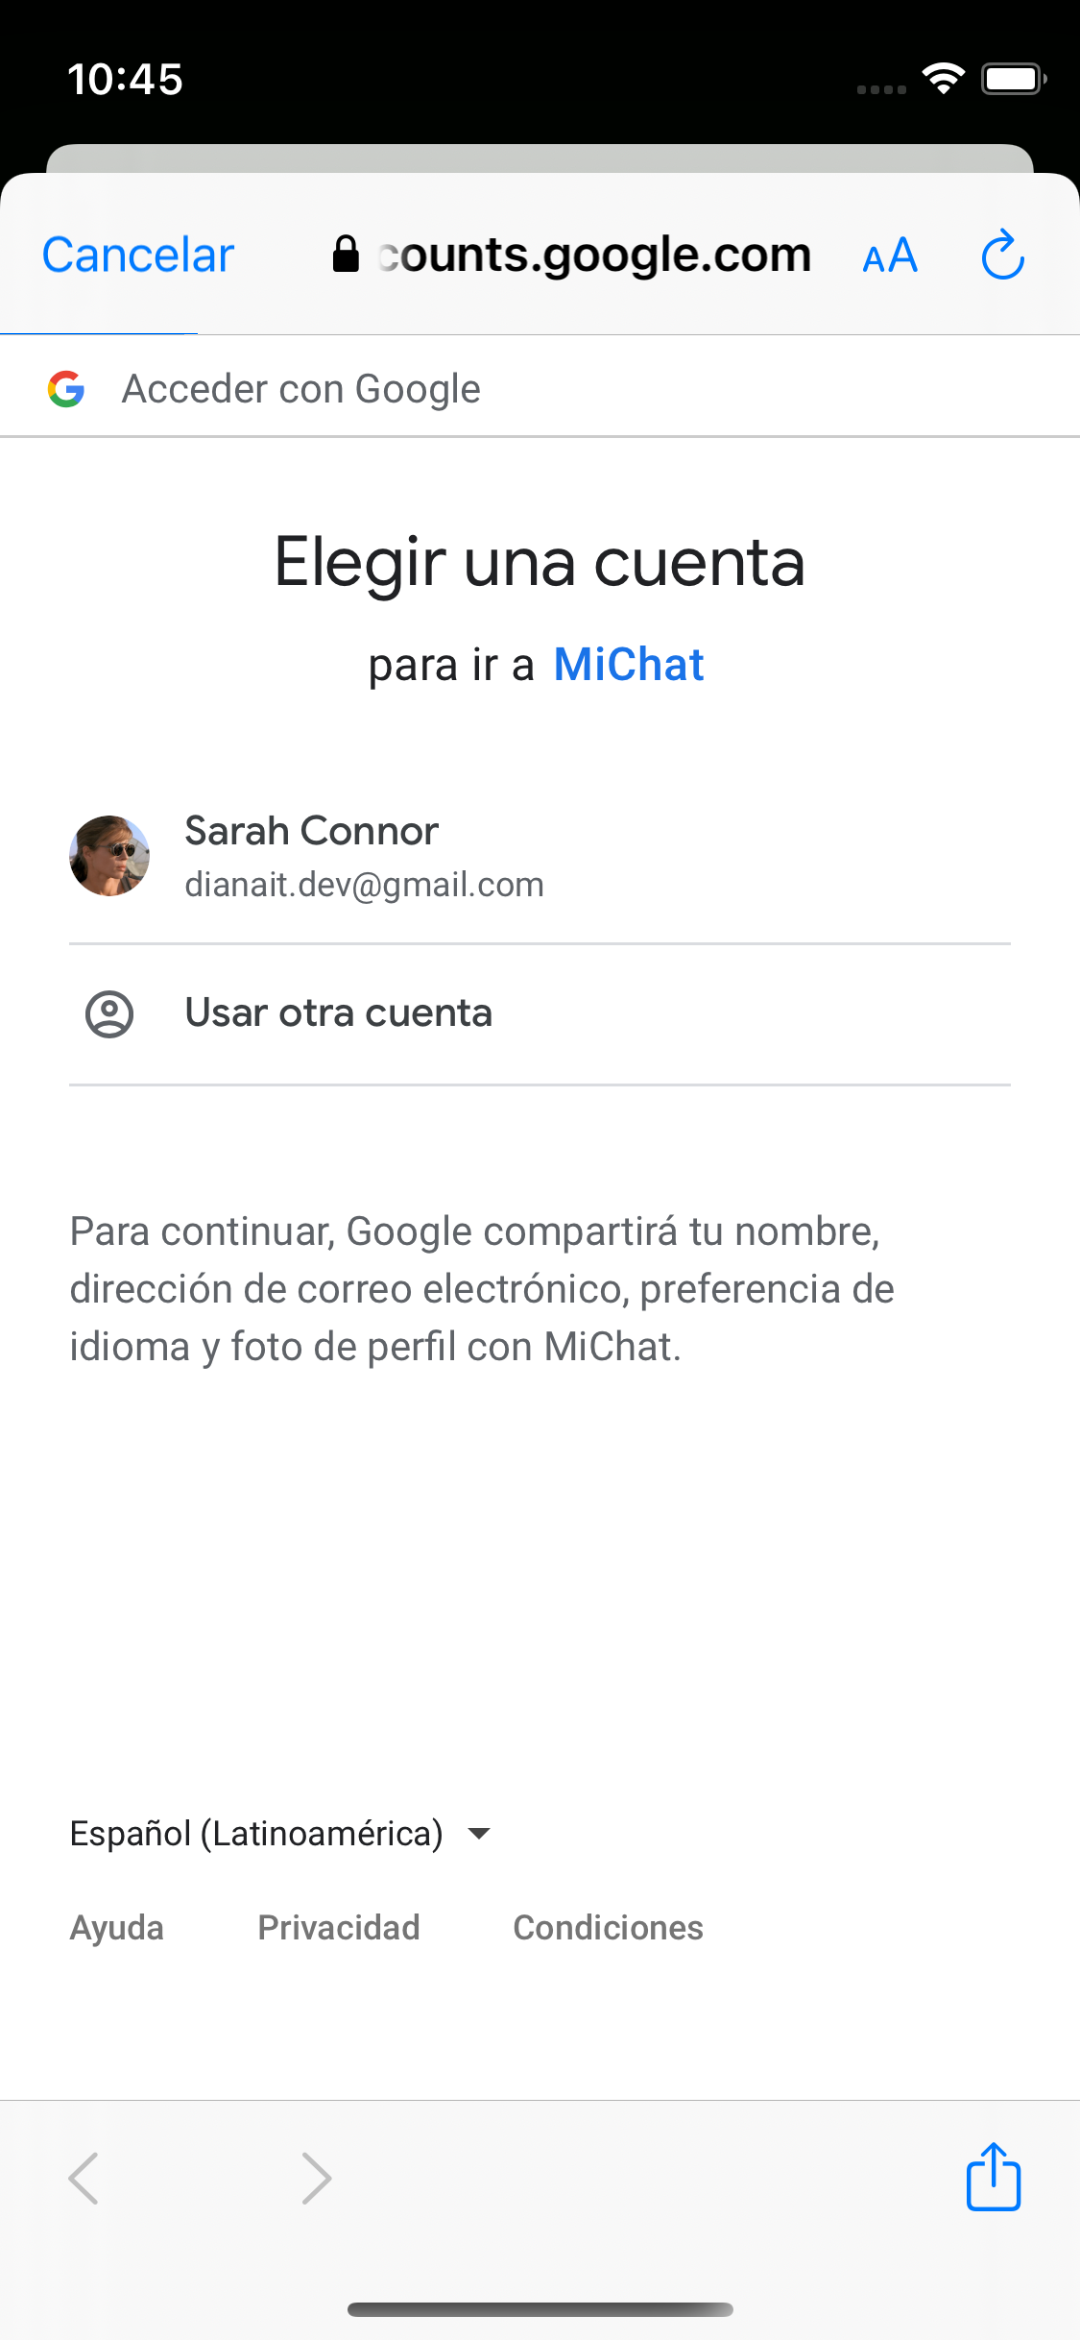 10:45
Cancelar counts.google.com AA
Acceder con Google
Elegir una cuenta
para ir a MiChat
Sarah Connor
dianait.dev@gmail.com
Usar otra cuenta
Para continuar, Google compartirá tu nombre,
dirección de correo electrónico, preferencia de
idioma y foto de perfil con MiChat.
Español (Latinoamérica)
Ayuda Privacidad Condiciones